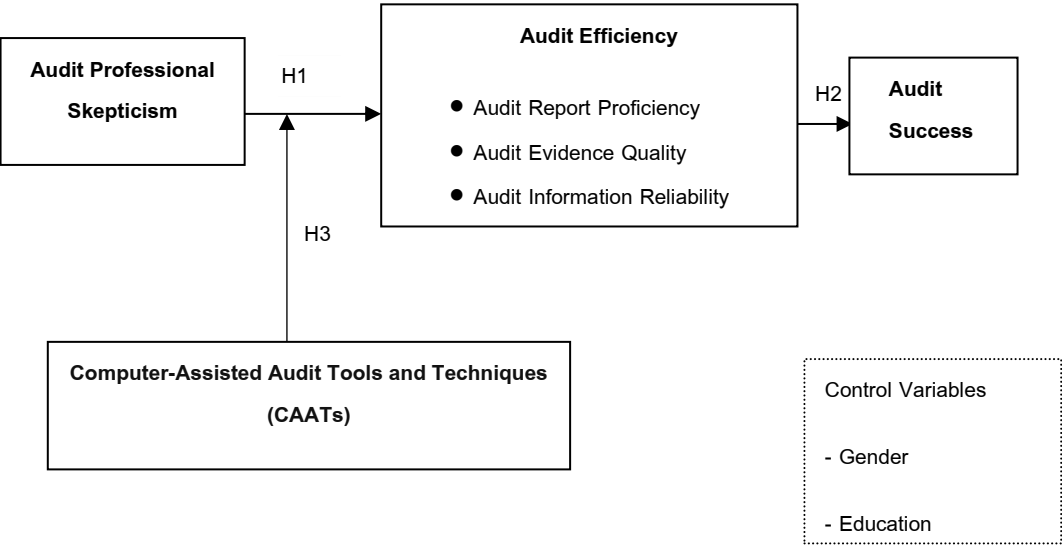 Audit Professional
Skepticism
H1
Audit Efficiency
● Audit Report Proficiency
● Audit Evidence Quality
● Audit Information Reliability
H2
Audit
Success
H3
Computer-Assisted Audit Tools and Techniques
(CAATs)
Control Variables
- Gender
- Education